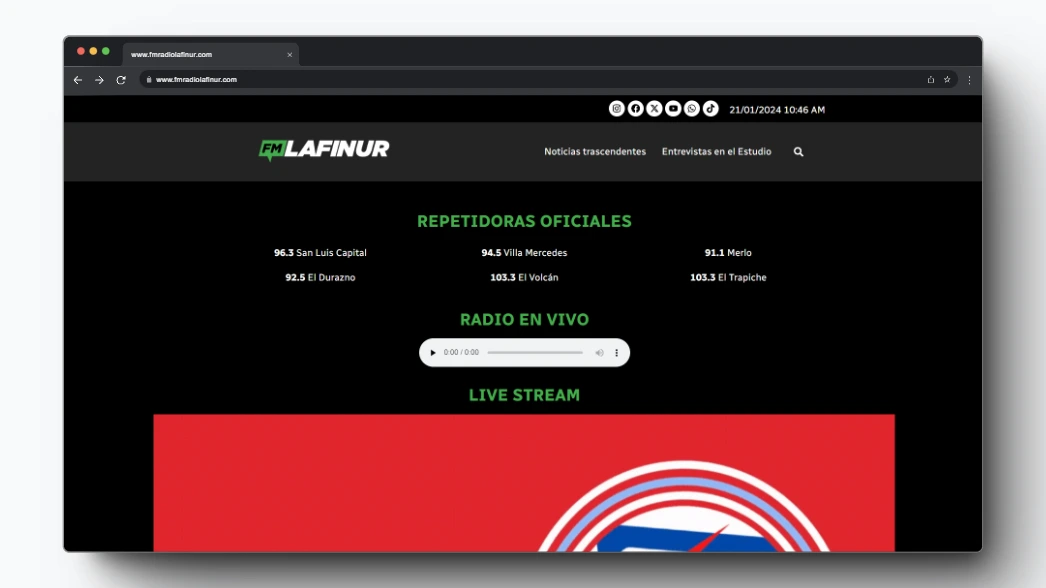 www.fmradiolafinur.com
www.fmradiolafinur.com
21/01/2024 10:46 AM
FM LAFINUR
Noticias trascendentes Entrevistas en el Estudio
REPETIDORAS OFICIALES
96.3 San Luis Capital 94.5 Villa Mercedes 91.1 Merlo
92.5 El Durazno 103.3 El Volcán 103.3 El Trapiche
RADIO EN VIVO
0:00 / 0:00
LIVE STREAM